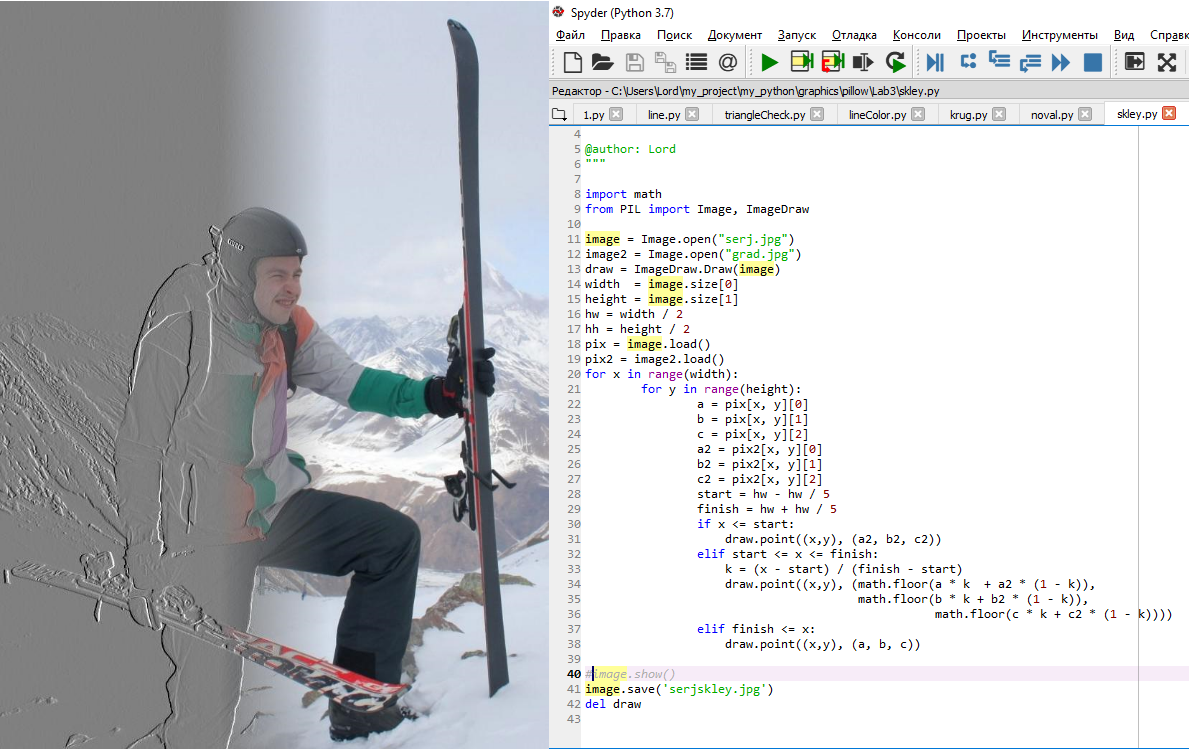 Spyder (Python 3.7)
Файл Правка Поиск Документ Запуск Отладка Консоли Проекты Инструменты Вид Справк
Редактор - C:\Users\Lord\my_project\my_python\graphics\pillow\Lab3\skley.py
1.py line.py triangleCheck.py lineColor.py krug.py noval.py skley.py
4
5 @author: Lord
6 """
7
8 import math
9 from PIL import Image, ImageDraw
10
11 image = Image.open("serj.jpg")
12 image2 = Image.open("grad.jpg")
13 draw = ImageDraw.Draw(image)
14 width  = image.size[0]
15 height = image.size[1]
16 hw = width / 2
17 hh = height / 2
18 pix = image.load()
19 pix2 = image2.load()
20 for x in range(width):
21         for y in range(height):
22                 a = pix[x, y][0]
23                 b = pix[x, y][1]
24                 c = pix[x, y][2]
25                 a2 = pix2[x, y][0]
26                 b2 = pix2[x, y][1]
27                 c2 = pix2[x, y][2]
28                 start = hw - hw / 5
29                 finish = hw + hw / 5
30                 if x <= start:
31                     draw.point((x,y), (a2, b2, c2))
32                 elif start <= x <= finish:
33                     k = (x - start) / (finish - start)
34                     draw.point((x,y), (math.floor(a * k  + a2 * (1 - k)),
35                                        math.floor(b * k + b2 * (1 - k)),
36                                                   math.floor(c * k + c2 * (1 - k))))
37                 elif finish <= x:
38                     draw.point((x,y), (a, b, c))
39
40 #image.show()
41 image.save('serjskley.jpg')
42 del draw
43